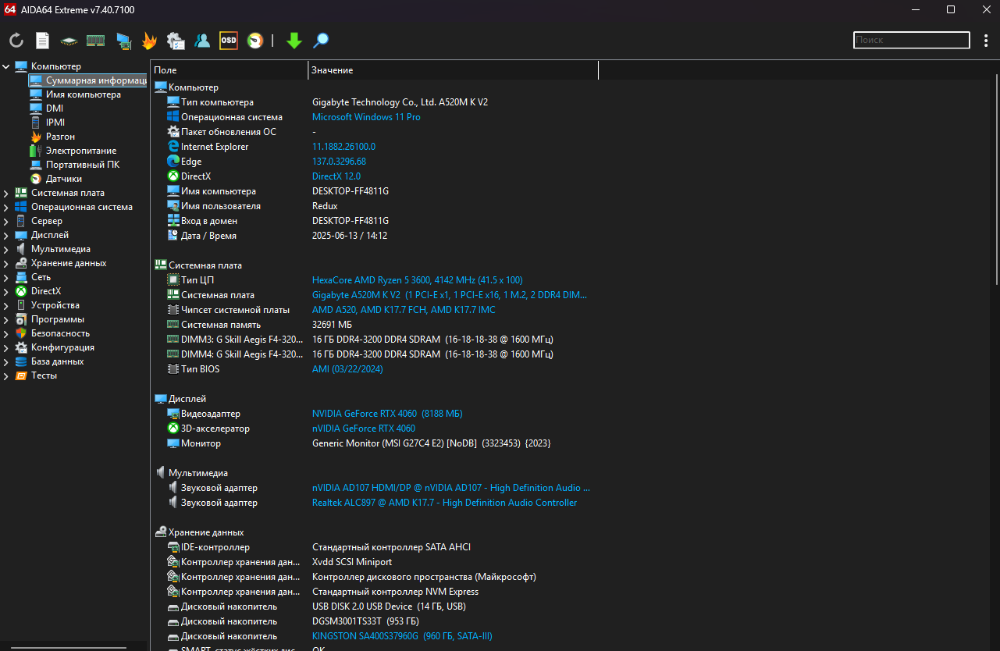 64 AIDA64 Extreme v7.40.7100
OSD
Поиск
Компьютер
Суммарная информаци
Имя компьютера
DMI
IPMI
Разгон
Электропитание
Портативный ПК
Датчики
Системная плата
Операционная система
Сервер
Дисплей
Мультимедиа
Хранение данных
Сеть
DirectX
Устройства
Программы
Безопасность
Конфигурация
База данных
Тесты
Поле Значение
Компьютер
Тип компьютера Gigabyte Technology Co., Ltd. A520M K V2
Операционная система Microsoft Windows 11 Pro
Пакет обновления ОС -
Internet Explorer 11.1882.26100.0
Edge 137.0.3296.68
DirectX DirectX 12.0
Имя компьютера DESKTOP-FF4811G
Имя пользователя Redux
Вход в домен DESKTOP-FF4811G
Дата / Время 2025-06-13 / 14:12
Системная плата
Тип ЦП HexaCore AMD Ryzen 5 3600, 4142 MHz (41.5 x 100)
Системная плата Gigabyte A520M K V2 (1 PCI-E x1, 1 PCI-E x16, 1 M.2, 2 DDR4 DIM...
Чипсет системной платы AMD A520, AMD K17.7 FCH, AMD K17.7 IMC
Системная память 32691 МБ
DIMM3: G Skill Aegis F4-320... 16 ГБ DDR4-3200 DDR4 SDRAM (16-18-18-38 @ 1600 МГц)
DIMM4: G Skill Aegis F4-320... 16 ГБ DDR4-3200 DDR4 SDRAM (16-18-18-38 @ 1600 МГц)
Тип BIOS AMI (03/22/2024)
Дисплей
Видеоадаптер NVIDIA GeForce RTX 4060 (8188 МБ)
3D-акселератор nVIDIA GeForce RTX 4060
Монитор Generic Monitor (MSI G27C4 E2) [NoDB] (3323453) {2023}
Мультимедиа
Звуковой адаптер nVIDIA AD107 HDMI/DP @ nVIDIA AD107 - High Definition Audio ...
Звуковой адаптер Realtek ALC897 @ AMD K17.7 - High Definition Audio Controller
Хранение данных
IDE-контроллер Стандартный контроллер SATA AHCI
Контроллер хранения дан... Xvdd SCSI Miniport
Контроллер хранения дан... Контроллер дискового пространства (Майкрософт)
Контроллер хранения дан... Стандартный контроллер NVM Express
Дисковый накопитель USB DISK 2.0 USB Device (14 ГБ, USB)
Дисковый накопитель DGSM3001TS33T (953 ГБ)
Дисковый накопитель KINGSTON SA400S37960G (960 ГБ, SATA-III)
SMART-статус жёстких дис... OK